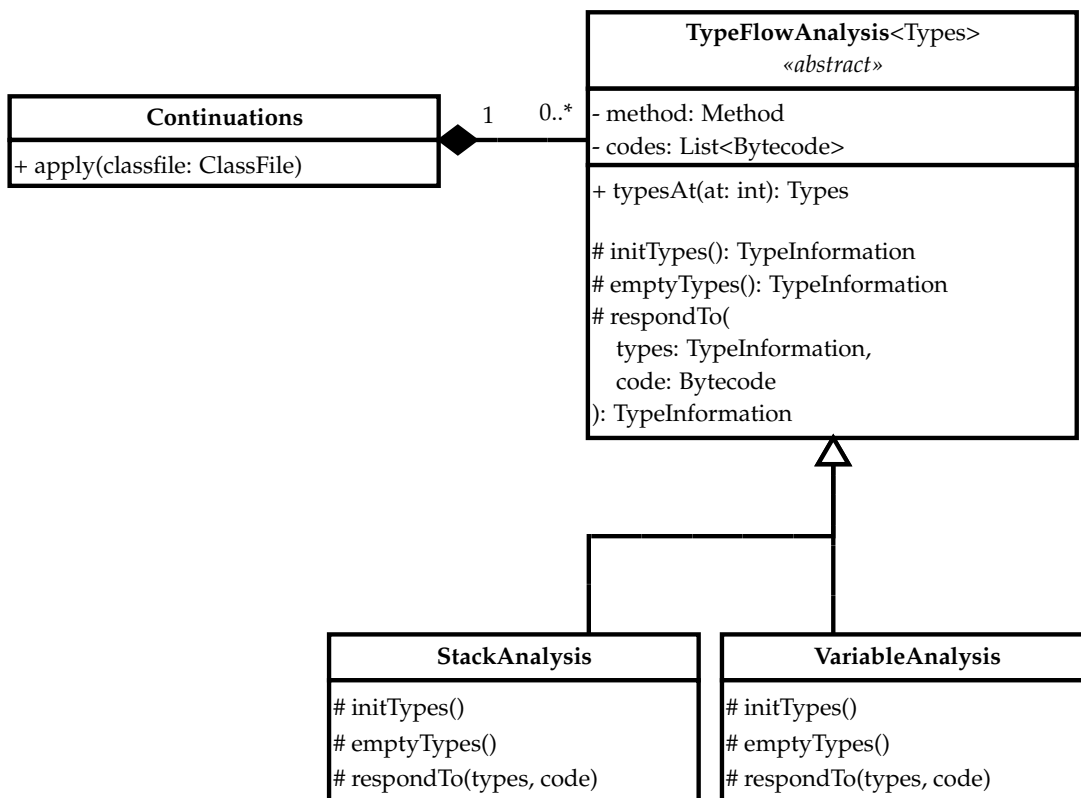 TypeFlowAnalysis<Types>
«abstract»
- method: Method
- codes: List<Bytecode>
+ typesAt(at: int): Types
# initTypes(): TypeInformation
# emptyTypes(): TypeInformation
# respondTo(
types: TypeInformation,
code: Bytecode
): TypeInformation
Continuations
+ apply(classfile: ClassFile)
1
0..*
StackAnalysis
# initTypes()
# emptyTypes()
# respondTo(types, code)
VariableAnalysis
# initTypes()
# emptyTypes()
# respondTo(types, code)